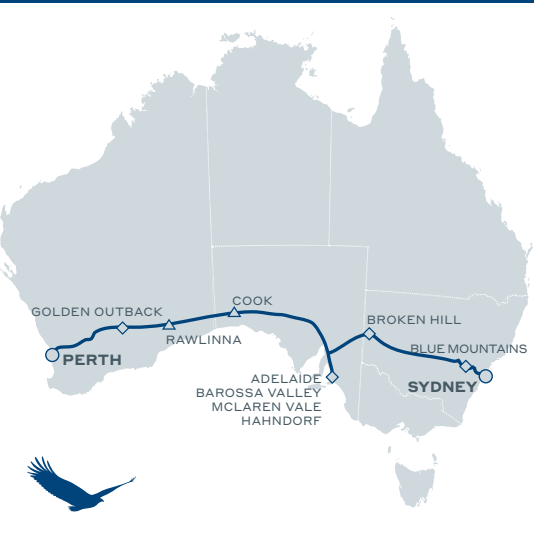 COOK
GOLDEN OUTBACK
BROKEN HILL
RAWLINNA
BLUE MOUNTAINS
PERTH
ADELAIDE
BAROSSA VALLEY
MCLAREN VALE
HAHNDORF
SYDNEY